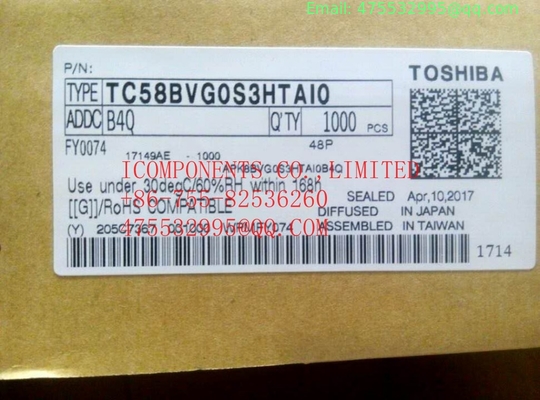 Email: 475532995@qq.com
P/N:
TOSHIBA
TYPE TC58BVG0S3HTAI0
ADDC B4Q Q'TY 1000 PCS
FY0074 48P
17149AE - 1000
ICOMPONENTS CO.,LIMITED
Use under 30degC/60%RH within 168h
+86-755-82536260
SEALED Apr,10,2017
[[G]]/RoHS COMPATIBLE
DIFFUSED IN JAPAN
475532995@QQ.COM
ASSEMBLED IN TAIWAN
(Y)
1714